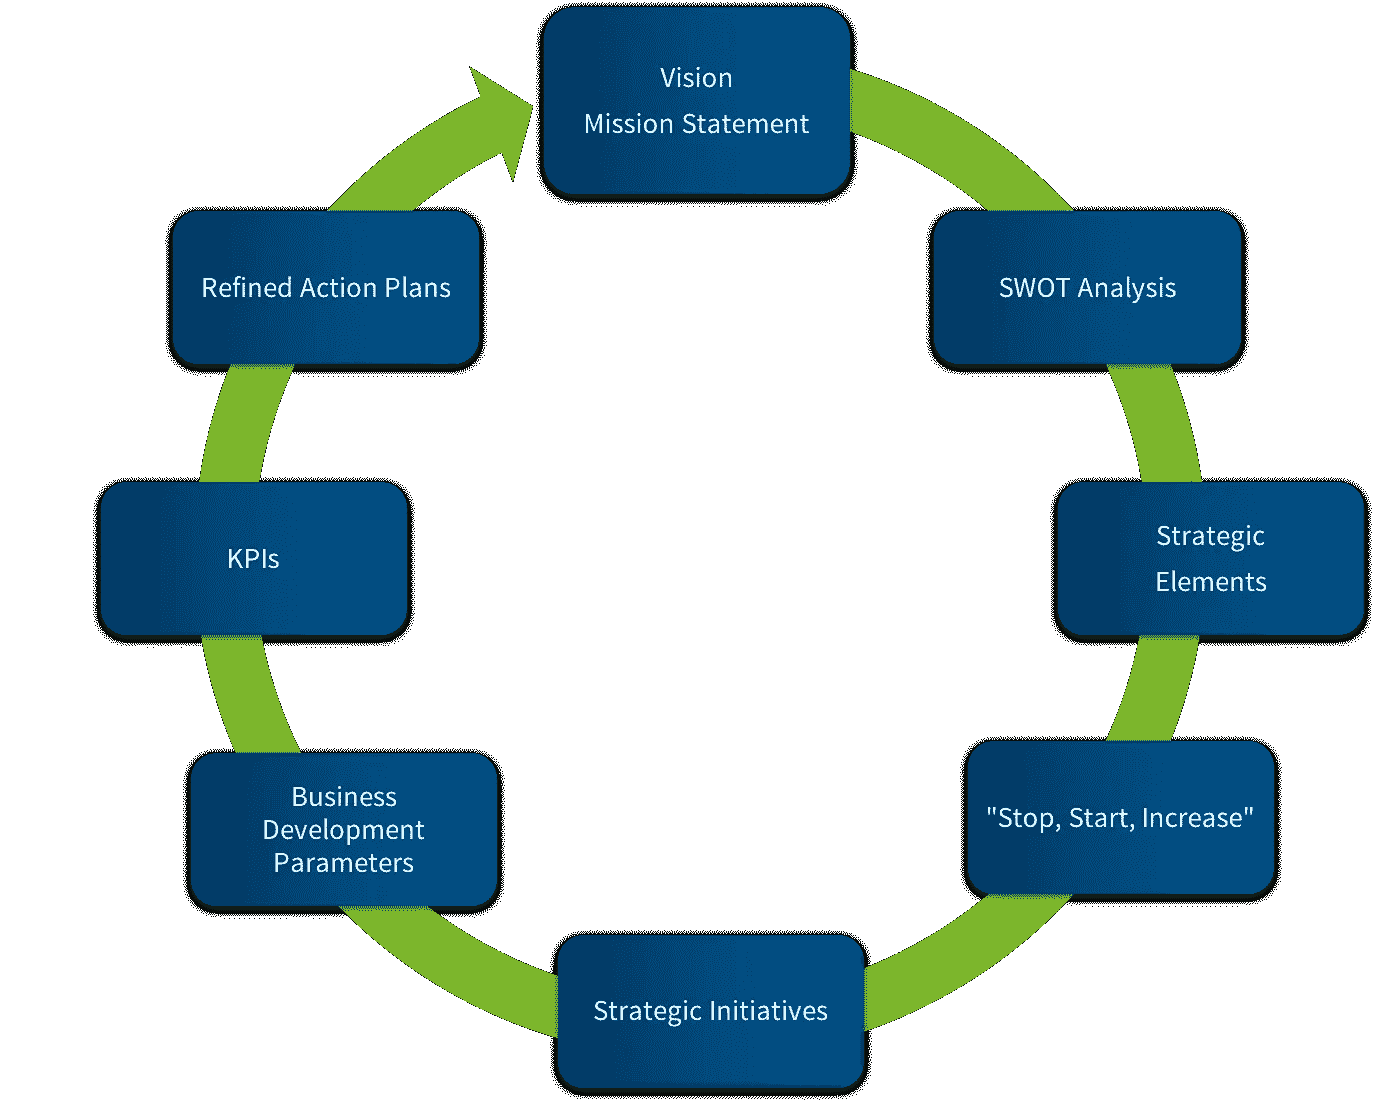 Vision
Mission Statement
SWOT Analysis
Strategic
Elements
"Stop, Start, Increase"
Strategic Initiatives
Business
Development
Parameters
KPIs
Refined Action Plans